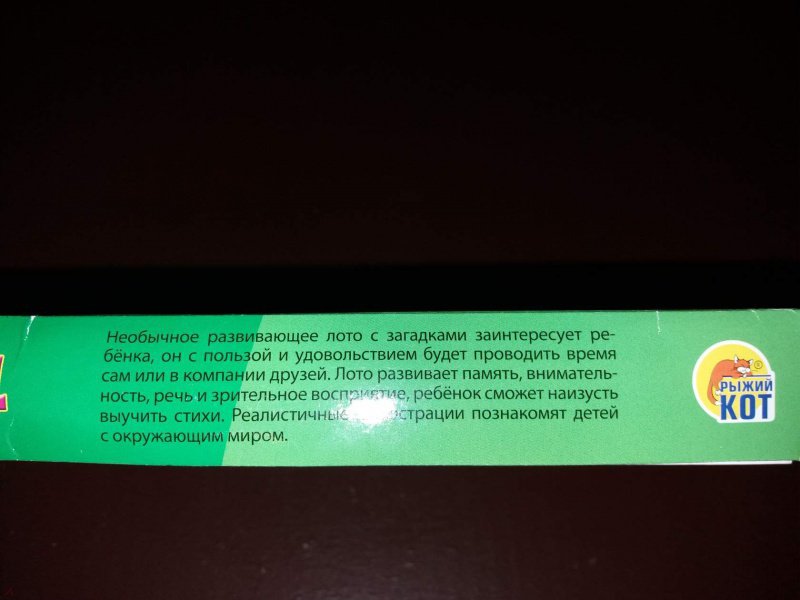 Необычное развивающее лото с загадками заинтересует ре-
бёнка, он с пользой и удовольствием будет проводить время
сам или в компании друзей. Лото развивает память, вниматель-
ность, речь и зрительное восприятие, ребёнок сможет наизусть
выучить стихи. Реалистичные познакомят детей
с окружающим миром.
РЫЖИЙ
КОТ
®